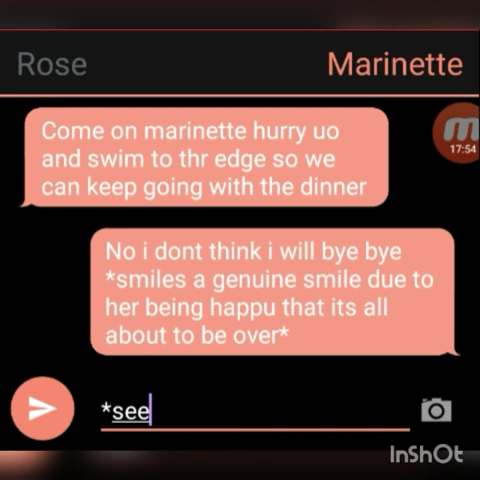 Rose
Marinette
Come on marinette hurry uo
and swim to thr edge so we
can keep going with the dinner
17:54
No i dont think i will bye bye
*smiles a genuine smile due to
her being happu that its all
about to be over*
*see
InShOt